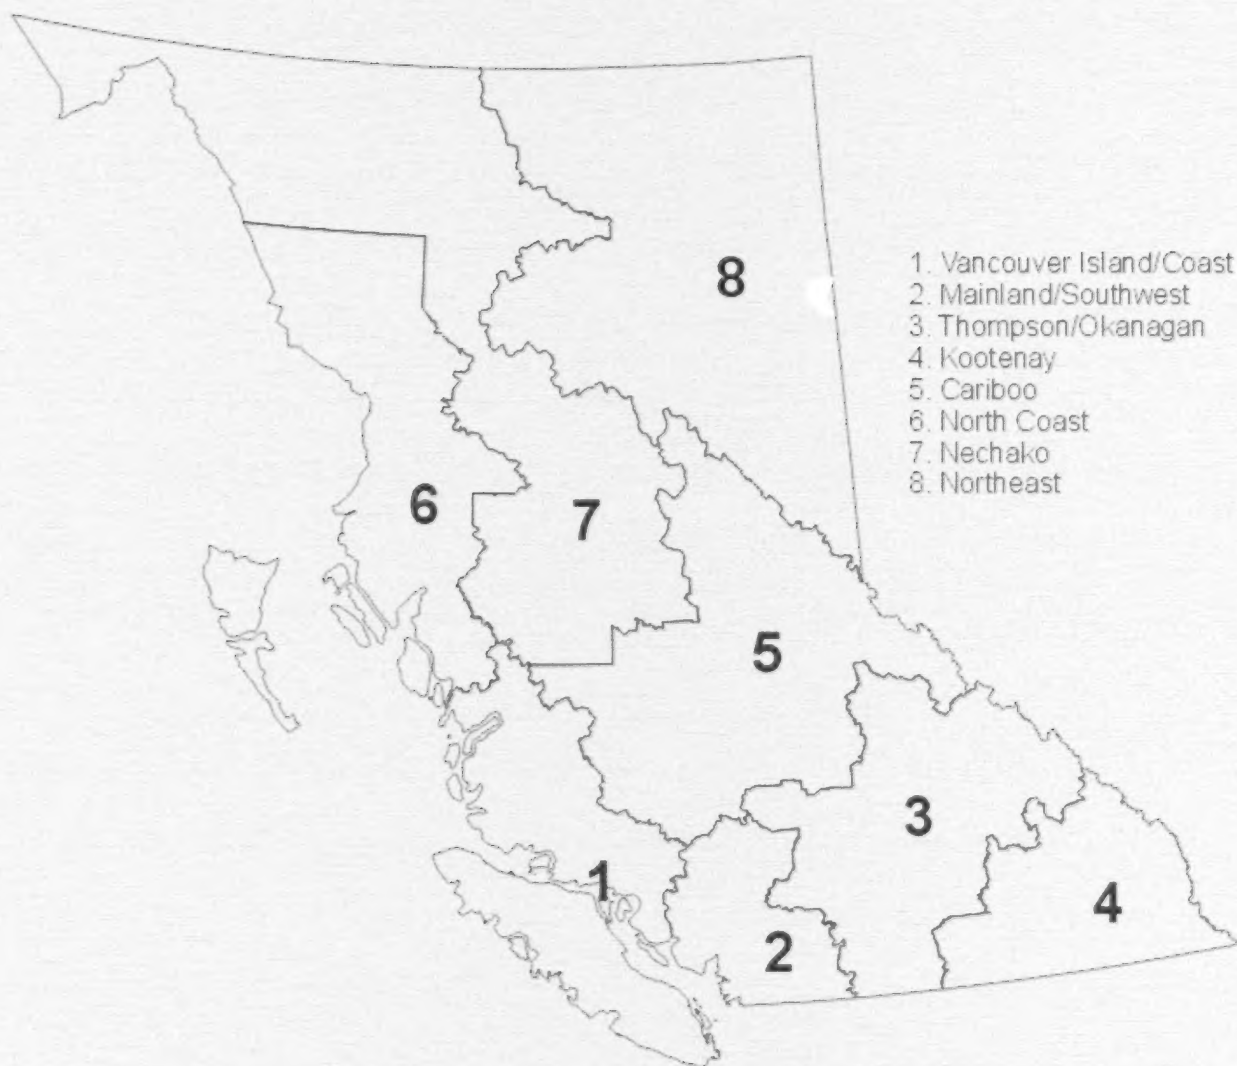 8
1. Vancouver Island/Coast
2. Mainland/Southwest
3. Thompson/Okanagan
4. Kootenay
5. Cariboo
6. North Coast
7. Nechako
8. Northeast
6
7
5
3
1
4
2